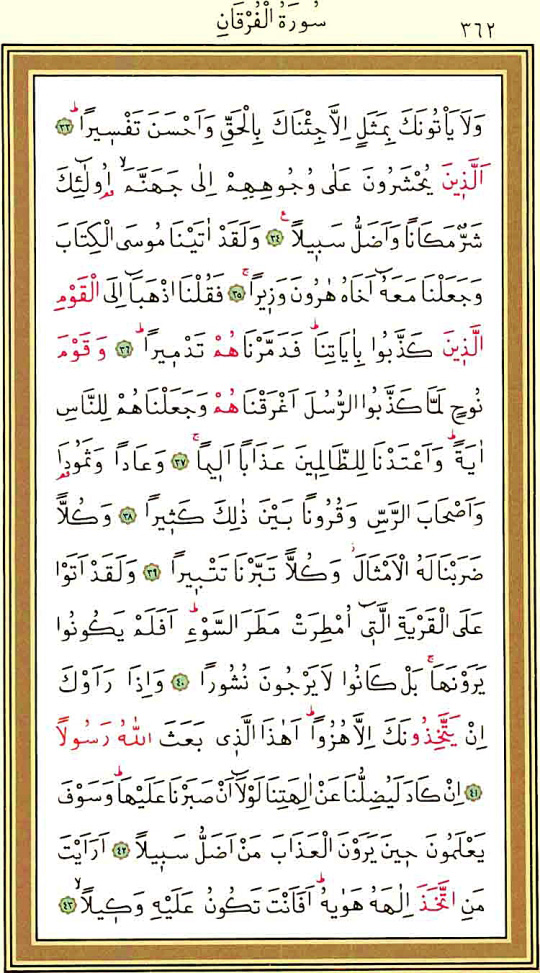 سُورَةُ الْفُرْقَانِ ٣٦٢
وَلَا يَأْتُونَكَ بِمَثَلٍ اِلَّا جِئْنَاكَ بِالْحَقِّ وَاَحْسَنَ تَفْسٖيرًاؕ ﴿٣٣﴾
اَلَّذٖينَ يُحْشَرُونَ عَلٰى وُجُوهِهِمْ اِلٰى جَهَنَّمَۙ اُو۬لٰٓئِكَ
شَرٌّ مَكَانًا وَاَضَلُّ سَبٖيلًاࣖ ﴿٣٤﴾ وَلَقَدْ اٰتَيْنَا مُوسَى الْكِتَابَ
وَجَعَلْنَا مَعَهُٓ اَخَاهُ هٰرُونَ وَزٖيرًاۚ ﴿٣٥﴾ فَقُلْنَا اذْهَبَٓا اِلَى الْقَوْمِ
الَّذٖينَ كَذَّبُوا بِاٰيَاتِنَاؕ فَدَمَّرْنَاهُمْ تَدْمٖيرًاؕ ﴿٣٦﴾ وَقَوْمَ
نُوحٍ لَمَّا كَذَّبُوا الرُّسُلَ اَغْرَقْنَاهُمْ وَجَعَلْنَاهُمْ لِلنَّاسِ
اٰيَةًؕ وَاَعْتَدْنَا لِلظَّالِمٖينَ عَذَابًا اَلٖيمًاۚ ﴿٣٧﴾ وَعَادًا وَثَمُودَا۬
وَاَصْحَابَ الرَّسِّ وَقُرُونًا بَيْنَ ذٰلِكَ كَثٖيرًا ﴿٣٨﴾ وَكُلًّا
ضَرَبْنَا لَهُ الْاَمْثَالَؗ وَكُلًّا تَبَّرْنَا تَتْبٖيرًا ﴿٣٩﴾ وَلَقَدْ اَتَوْا
عَلَى الْقَرْيَةِ الَّتٖٓي اُمْطِرَتْ مَطَرَ السَّوْءِؕ اَفَلَمْ يَكُونُوا
يَرَوْنَهَاۚ بَلْ كَانُوا لَا يَرْجُونَ نُشُورًا ﴿٤٠﴾ وَاِذَا رَاَوْكَ
اِنْ يَتَّخِذُونَكَ اِلَّا هُزُوًاؕ اَهٰذَا الَّذٖي بَعَثَ اللّٰهُ رَسُولًا
﴿٤١﴾ اِنْ كَادَ لَيُضِلُّنَا عَنْ اٰلِهَتِنَا لَوْلَٓا اَنْ صَبَرْنَا عَلَيْهَاؕ وَسَوْفَ
يَعْلَمُونَ حٖينَ يَرَوْنَ الْعَذَابَ مَنْ اَضَلُّ سَبٖيلًا ﴿٤٢﴾ اَرَاَيْتَ
مَنِ اتَّخَذَ اِلٰهَهُ هَوٰيهُؕ اَفَاَنْتَ تَكُونُ عَلَيْهِ وَكٖيلًاۙ ﴿٤٣﴾